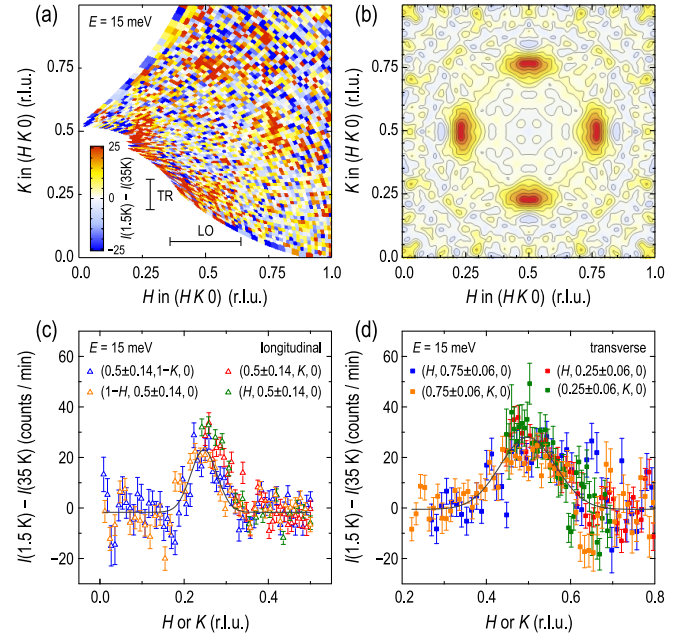 (a)
E = 15 meV
K in (H K 0) (r.l.u.)
1.0
0.75
0.5
0.25
0.0
25
0
−25
I(1.5K) − I(35K)
TR
LO
0.0 0.25 0.50 0.75 1.0
H in (H K 0) (r.l.u.)
(b)
K in (H K 0) (r.l.u.)
1.0
0.75
0.50
0.25
0.0
0.0 0.25 0.50 0.75 1.0
H in (H K 0) (r.l.u.)
(c)
E = 15 meV longitudinal
(0.5±0.14,1−K, 0) (0.5±0.14, K, 0)
(1−H, 0.5±0.14, 0) (H, 0.5±0.14, 0)
I(1.5 K) − I(35 K) (counts / min)
60
40
20
0
−20
0.0 0.2 0.4
H or K (r.l.u.)
(d)
E = 15 meV transverse
(H, 0.75±0.06, 0) (H, 0.25±0.06, 0)
(0.75±0.06, K, 0) (0.25±0.06, K, 0)
I(1.5 K) − I(35 K) (counts / min)
60
40
20
0
−20
0.2 0.4 0.6 0.8
H or K (r.l.u.)